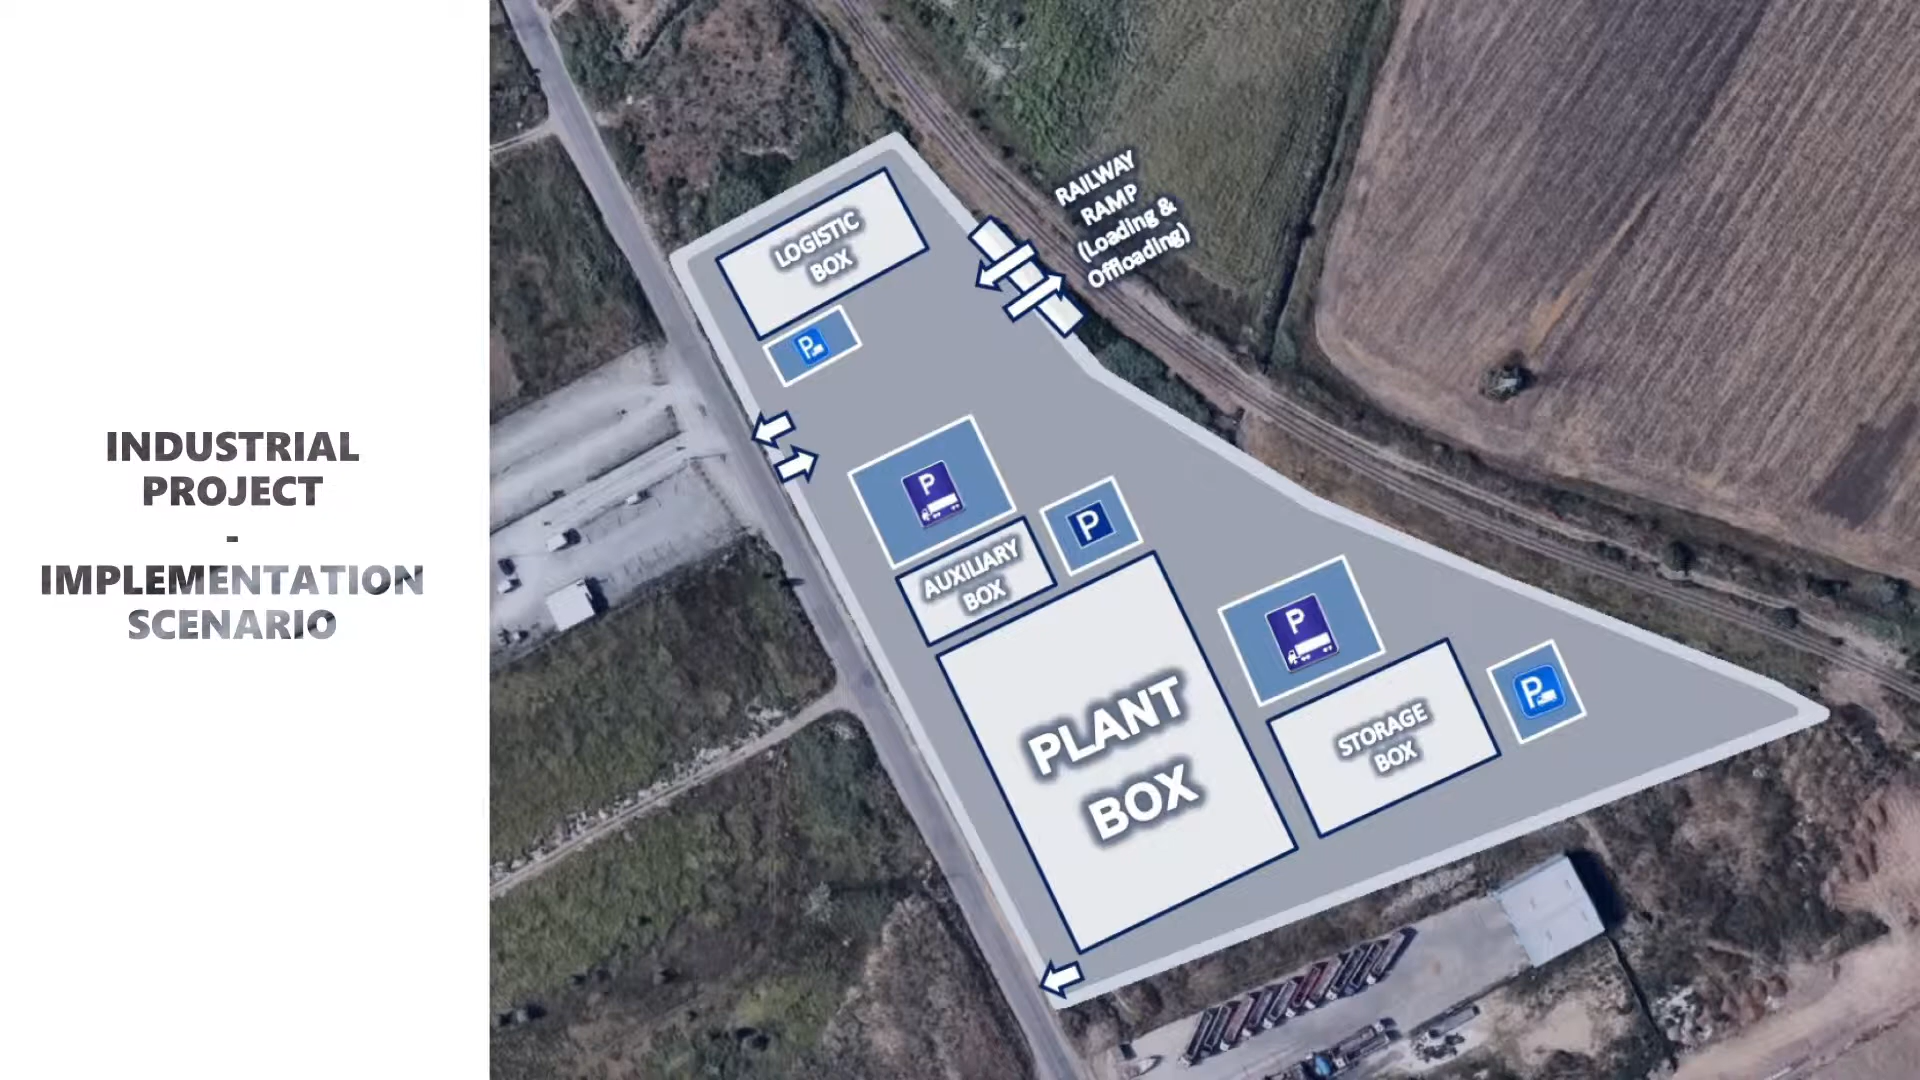 INDUSTRIAL
PROJECT
-
IMPLEMENTATION
SCENARIO
RAILWAY
RAMP
(Loading &
Offloading)
LOGISTIC
BOX
P
P
P
AUXILIARY
BOX
P
P
PLANT
BOX
STORAGE
BOX